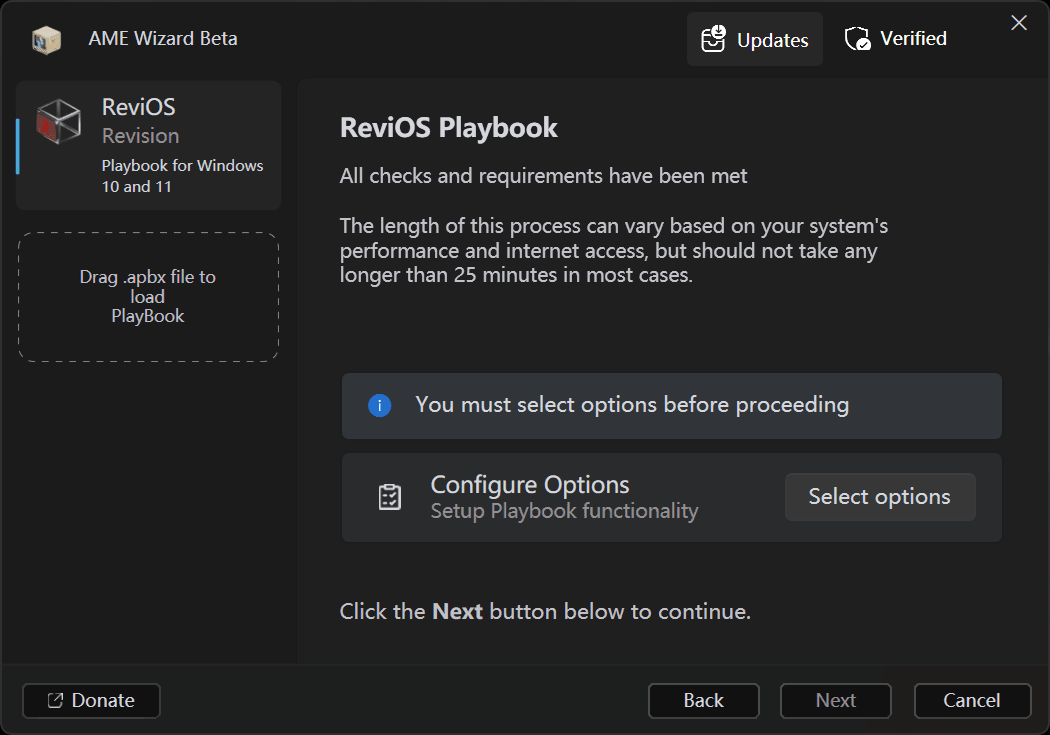 AME Wizard Beta
Updates
Verified
ReviOS
Revision
Playbook for Windows
10 and 11
Drag .apbx file to
load
PlayBook
ReviOS Playbook
All checks and requirements have been met
The length of this process can vary based on your system's
performance and internet access, but should not take any
longer than 25 minutes in most cases.
You must select options before proceeding
Configure Options
Setup Playbook functionality
Select options
Click the Next button below to continue.
Donate
Back
Next
Cancel